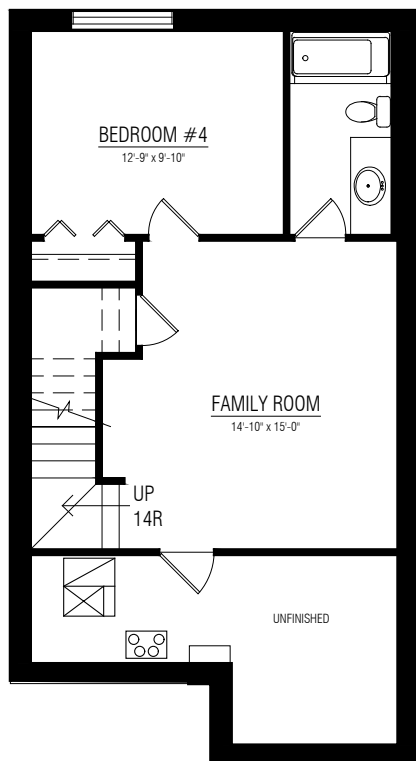 BEDROOM #4
12'-9" x 9'-10"
FAMILY ROOM
14'-10" x 15'-0"
UP
14R
UNFINISHED